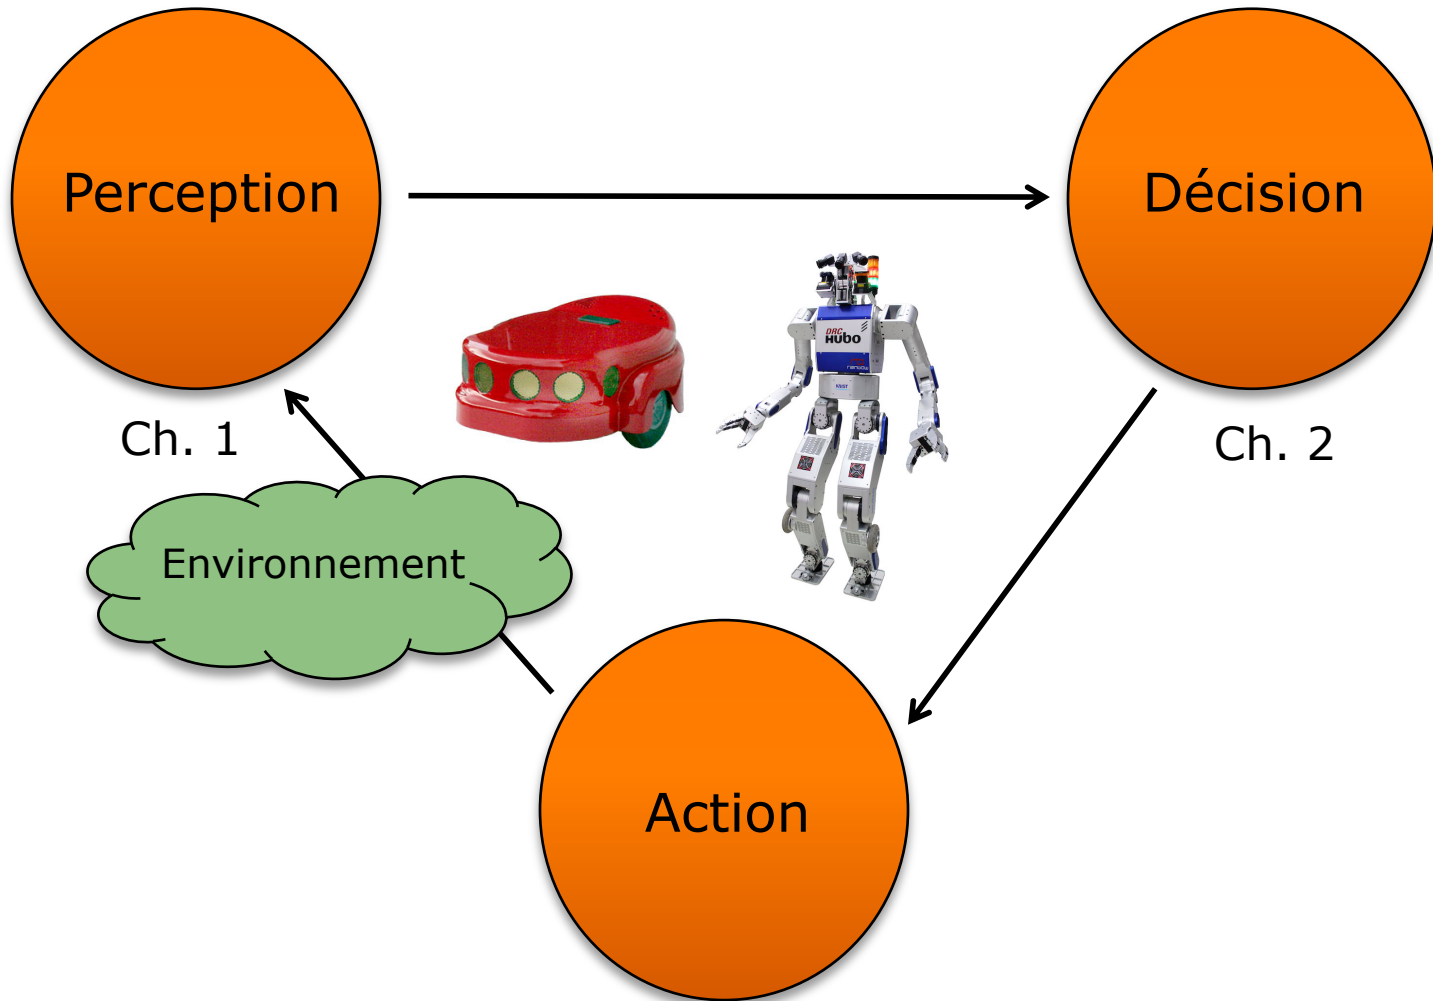 Perception
Décision
DRC
HUBO
Ch. 1
Ch. 2
Environnement
Action